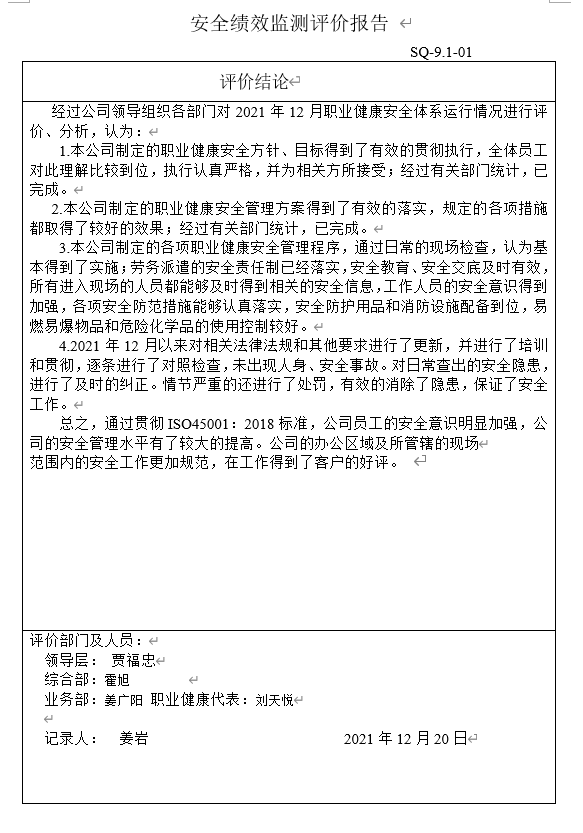 安全绩效监测评价报告
SQ-9.1-01
评价结论
经过公司领导组织各部门对 2021 年 12 月职业健康安全体系运行情况进行评
价、分析，认为：
1.本公司制定的职业健康安全方针、目标得到了有效的贯彻执行，全体员工
对此理解比较到位，执行认真严格，并为相关方所接受；经过有关部门统计，已
完成。
2.本公司制定的职业健康安全管理方案得到了有效的落实，规定的各项措施
都取得了较好的效果；经过有关部门统计，已完成。
3.本公司制定的各项职业健康安全管理程序，通过日常的现场检查，认为基
本得到了实施；劳务派遣的安全责任制已经落实，安全教育、安全交底及时有效，
所有进入现场的人员都能够及时得到相关的安全信息，工作人员的安全意识得到
加强，各项安全防范措施能够认真落实，安全防护用品和消防设施配备到位，易
燃易爆物品和危险化学品的使用控制较好。
4.2021 年 12 月以来对相关法律法规和其他要求进行了更新，并进行了培训
和贯彻，逐条进行了对照检查，未出现人身、安全事故。对日常查出的安全隐患，
进行了及时的纠正。情节严重的还进行了处罚，有效的消除了隐患，保证了安全
工作。
总之，通过贯彻 ISO45001：2018 标准，公司员工的安全意识明显加强，公
司的安全管理水平有了较大的提高。公司的办公区域及所管辖的现场
范围内的安全工作更加规范，在工作得到了客户的好评。
评价部门及人员：
领导层： 贾福忠
综合部：霍旭
业务部：姜广阳 职业健康代表：刘天悦
记录人： 姜岩 2021 年 12 月 20 日